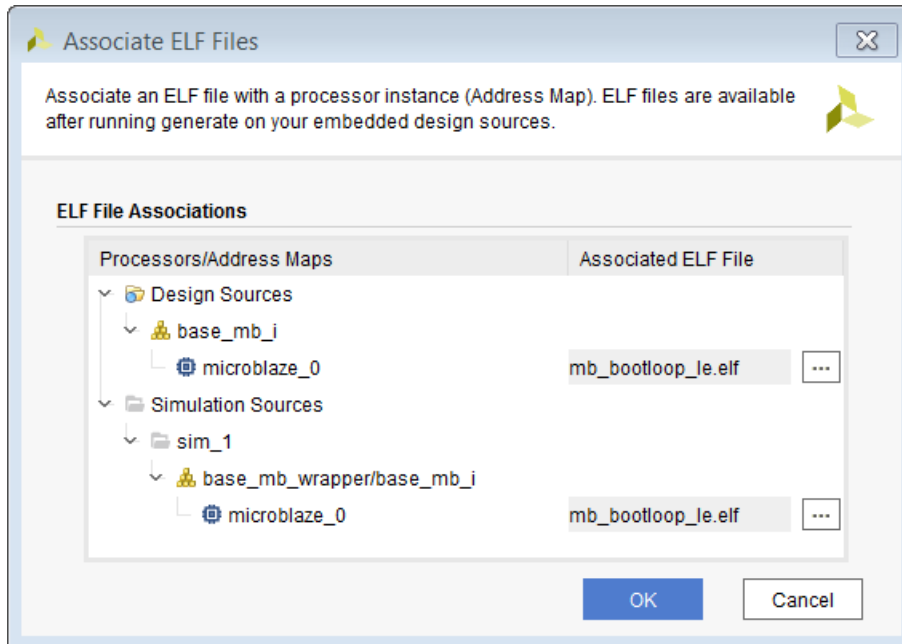 Associate ELF Files
Associate an ELF file with a processor instance (Address Map). ELF files are available
after running generate on your embedded design sources.
ELF File Associations
Processors/Address Maps Associated ELF File
Design Sources
base_mb_i
microblaze_0 mb_bootloop_le.elf ...
Simulation Sources
sim_1
base_mb_wrapper/base_mb_i
microblaze_0 mb_bootloop_le.elf ...
OK Cancel